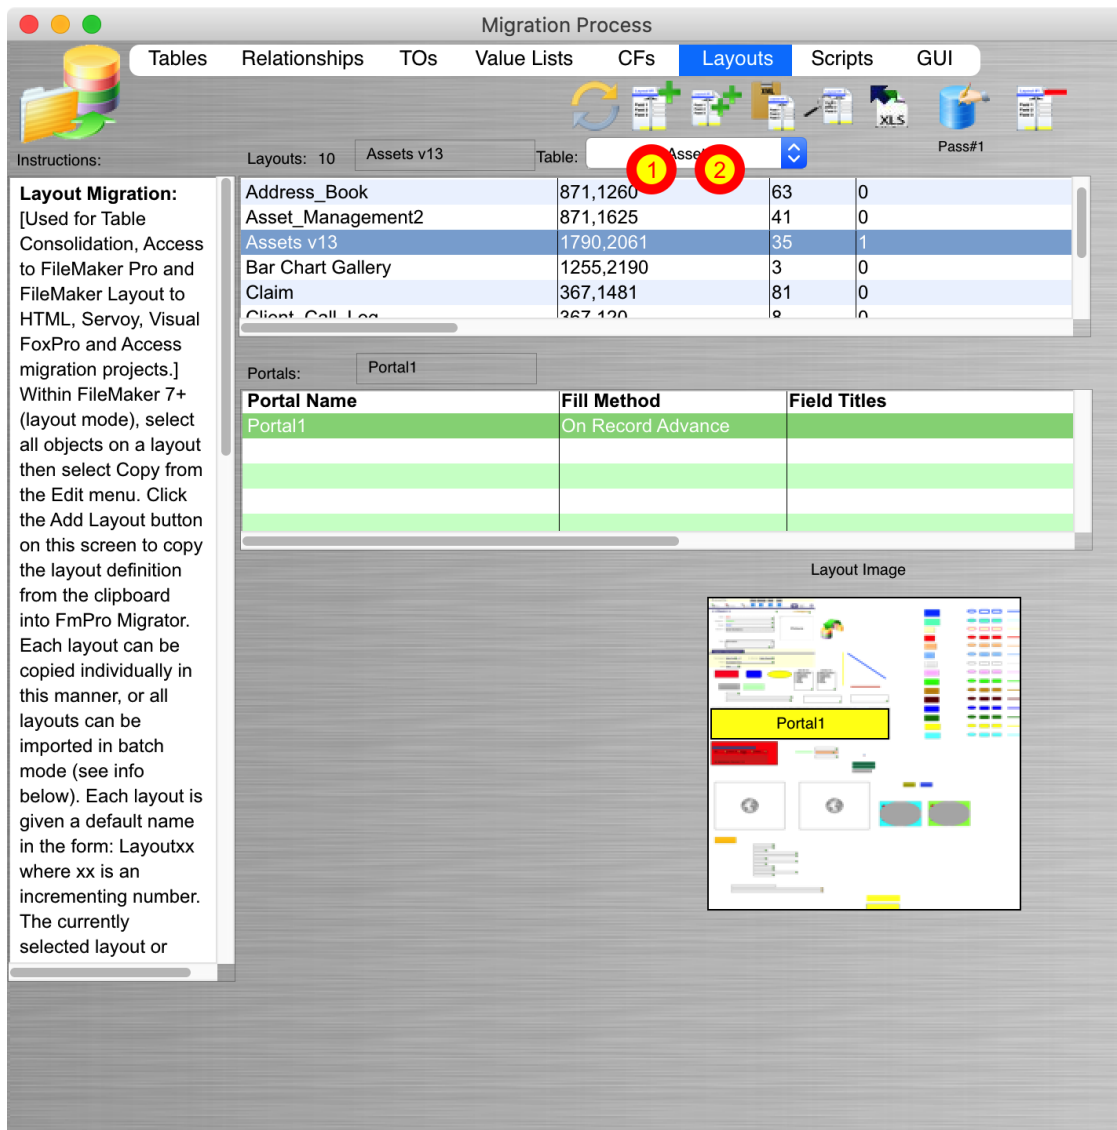 Migration Process
Tables Relationships TOs Value Lists CFs Layouts Scripts GUI
XML
XLS
Pass#1
Instructions:
Layouts: 10 Assets v13 Table:
1 2
Layout Migration:
[Used for Table
Consolidation, Access
to FileMaker Pro and
FileMaker Layout to
HTML, Servoy, Visual
FoxPro and Access
migration projects.]
Within FileMaker 7+
(layout mode), select
all objects on a layout
then select Copy from
the Edit menu. Click
the Add Layout button
on this screen to copy
the layout definition
from the clipboard
into FmPro Migrator.
Each layout can be
copied individually in
this manner, or all
layouts can be
imported in batch
mode (see info
below). Each layout is
given a default name
in the form: Layoutxx
where xx is an
incrementing number.
The currently
selected layout or
Address_Book 871,1260 63 0
Asset_Management2 871,1625 41 0
Assets v13 1790,2061 35 1
Bar Chart Gallery 1255,2190 3 0
Claim 367,1481 81 0
Client_Call_Log 367,120 8 0
Portals: Portal1
Portal Name Fill Method Field Titles
Portal1 On Record Advance
Layout Image
Portal1